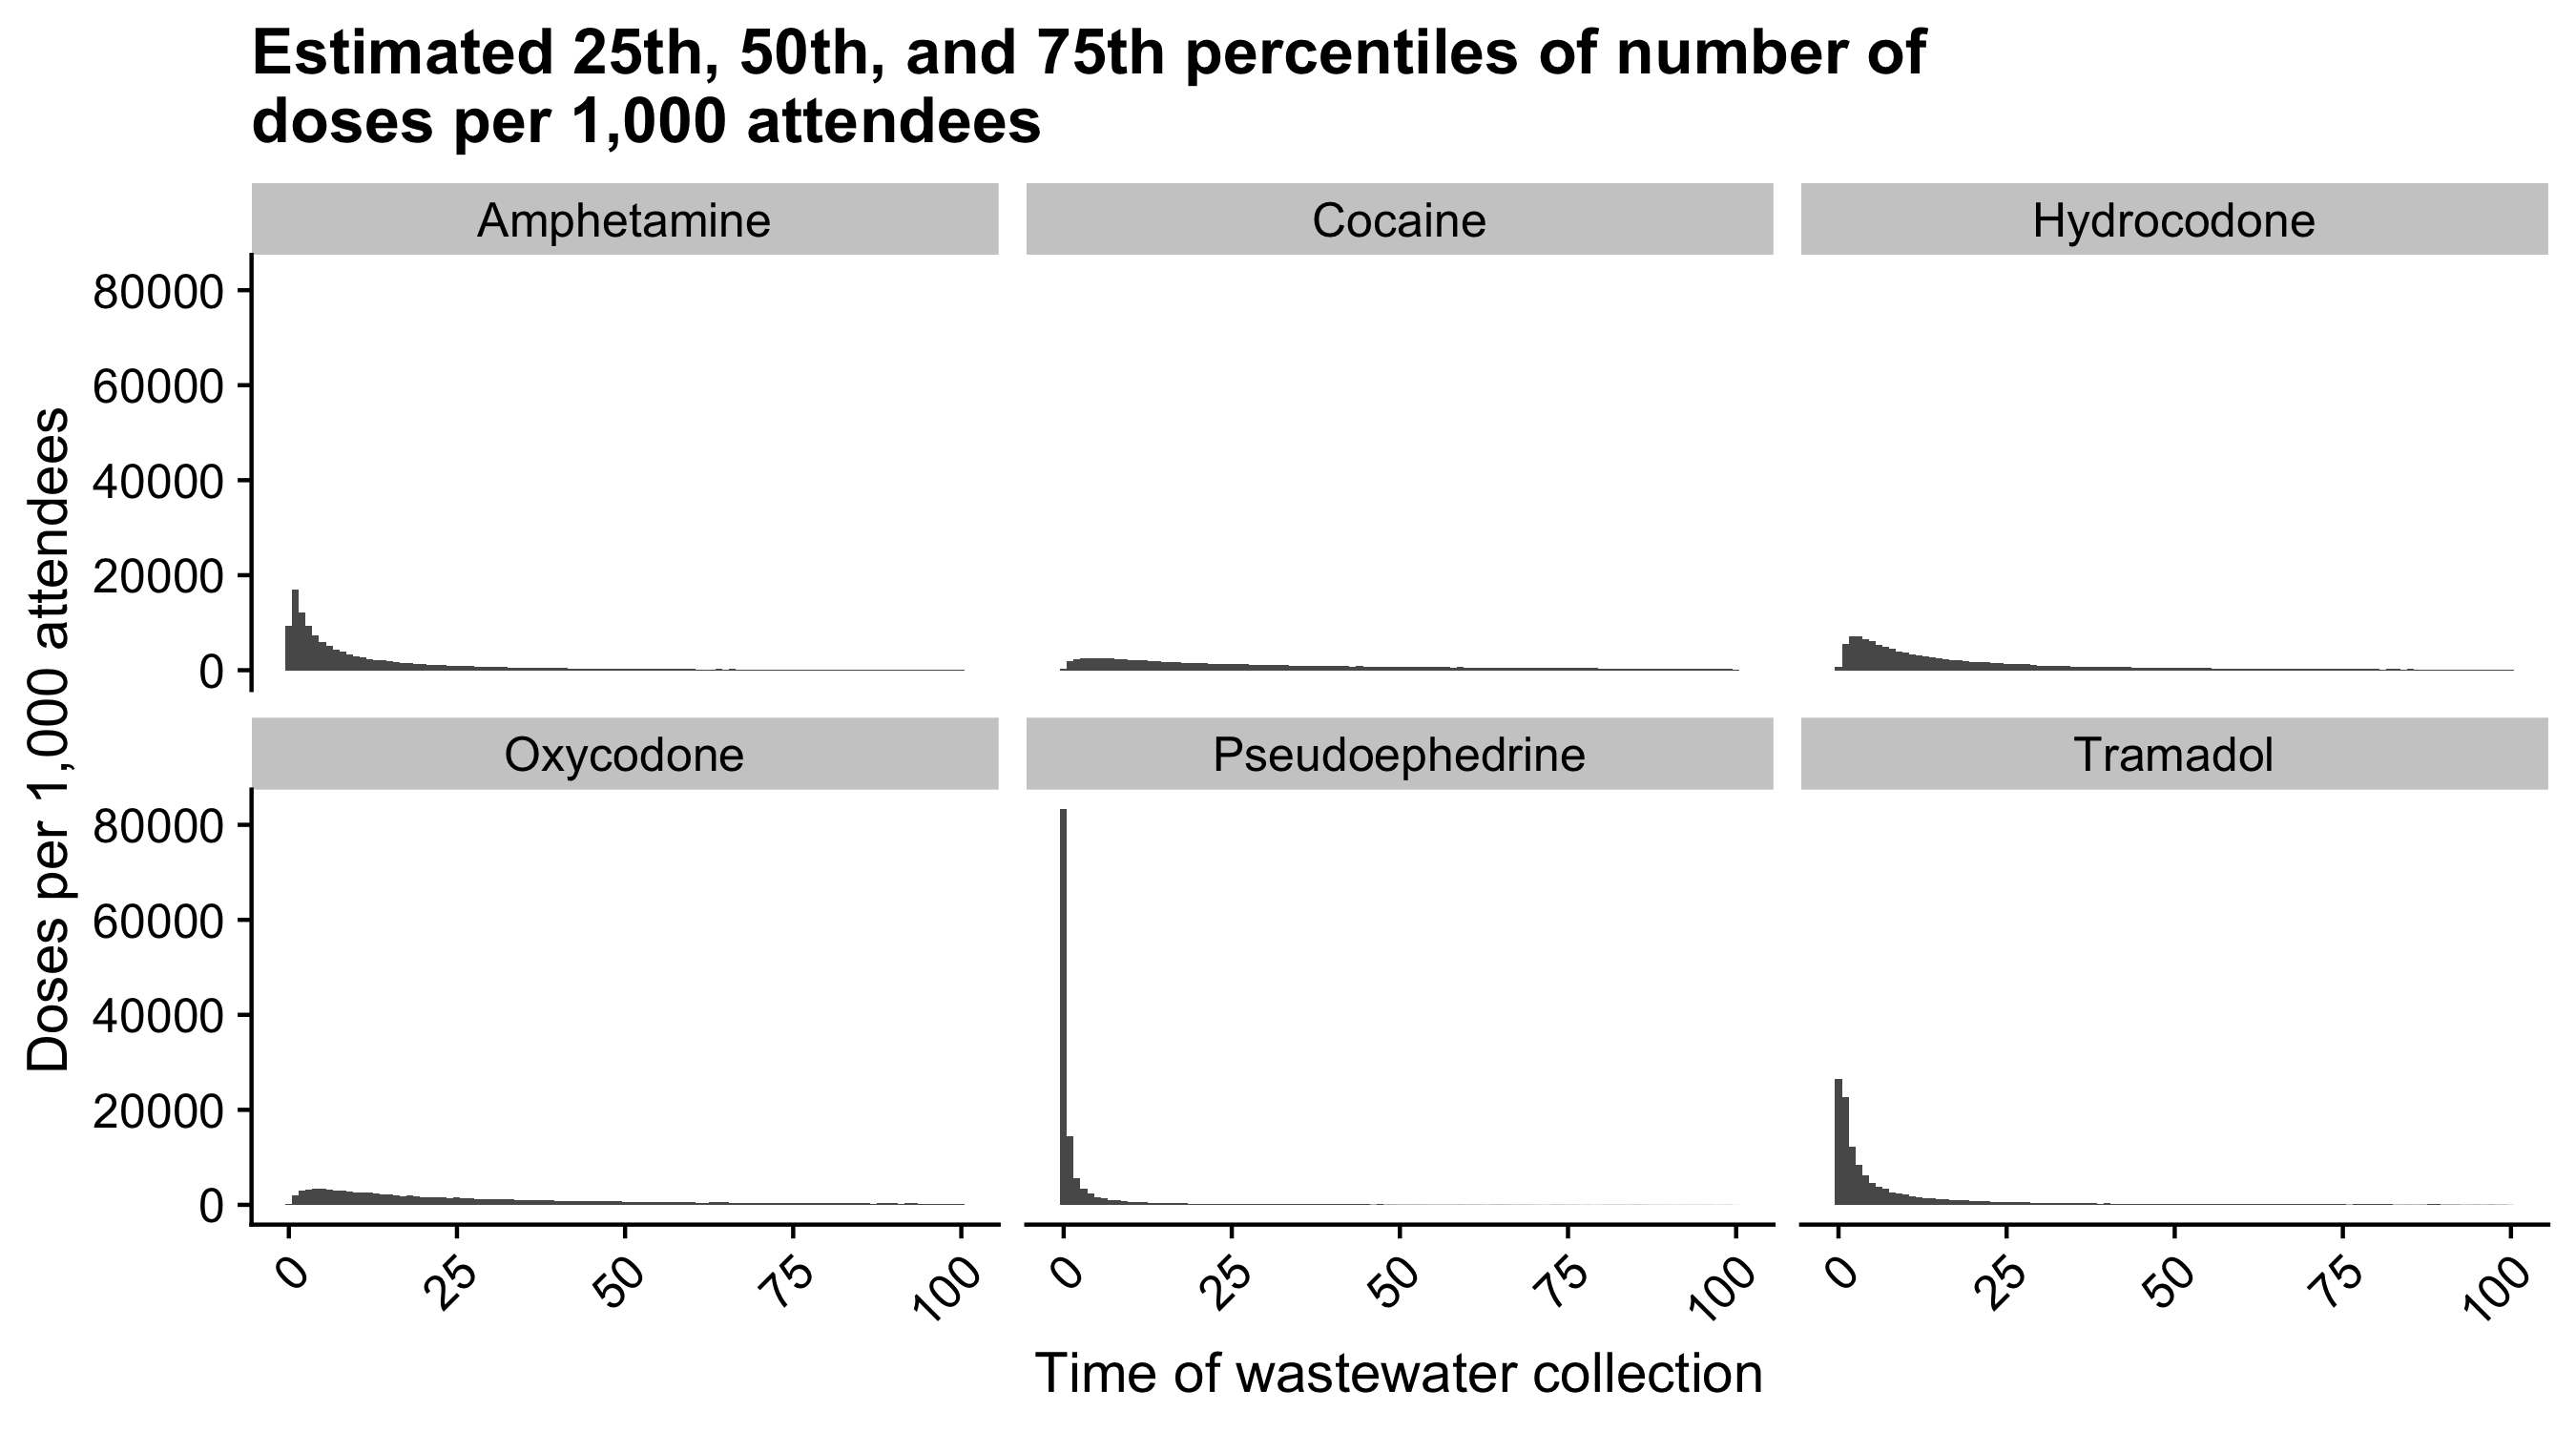 Estimated 25th, 50th, and 75th percentiles of number of
doses per 1,000 attendees
Amphetamine
Cocaine
Hydrocodone
80000
60000
40000
20000
0
Doses per 1,000 attendees
Oxycodone
Pseudoephedrine
Tramadol
80000
60000
40000
20000
0
0 25 50 75 100
0 25 50 75 100
0 25 50 75 100
Time of wastewater collection